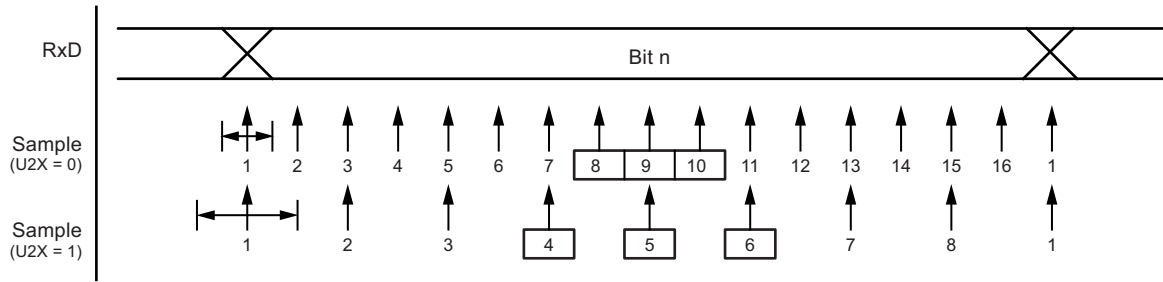 RxD Bit n
Sample
(U2X = 0) 1 2 3 4 5 6 7 8 9 10 11 12 13 14 15 16 1
Sample
(U2X = 1) 1 2 3 4 5 6 7 8 1